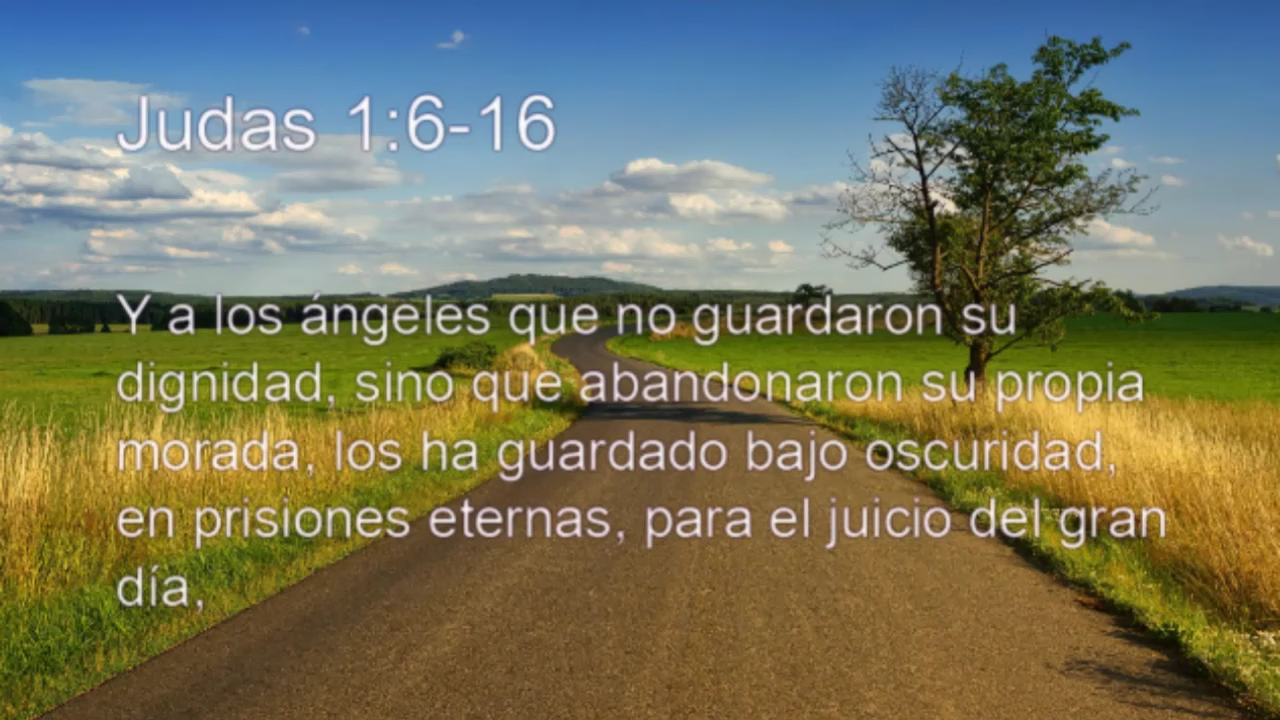 Judas 1:6-16
Y a los ángeles que no guardaron su
dignidad, sino que abandonaron su propia
morada, los ha guardado bajo oscuridad,
en prisiones eternas, para el juicio del gran
día,